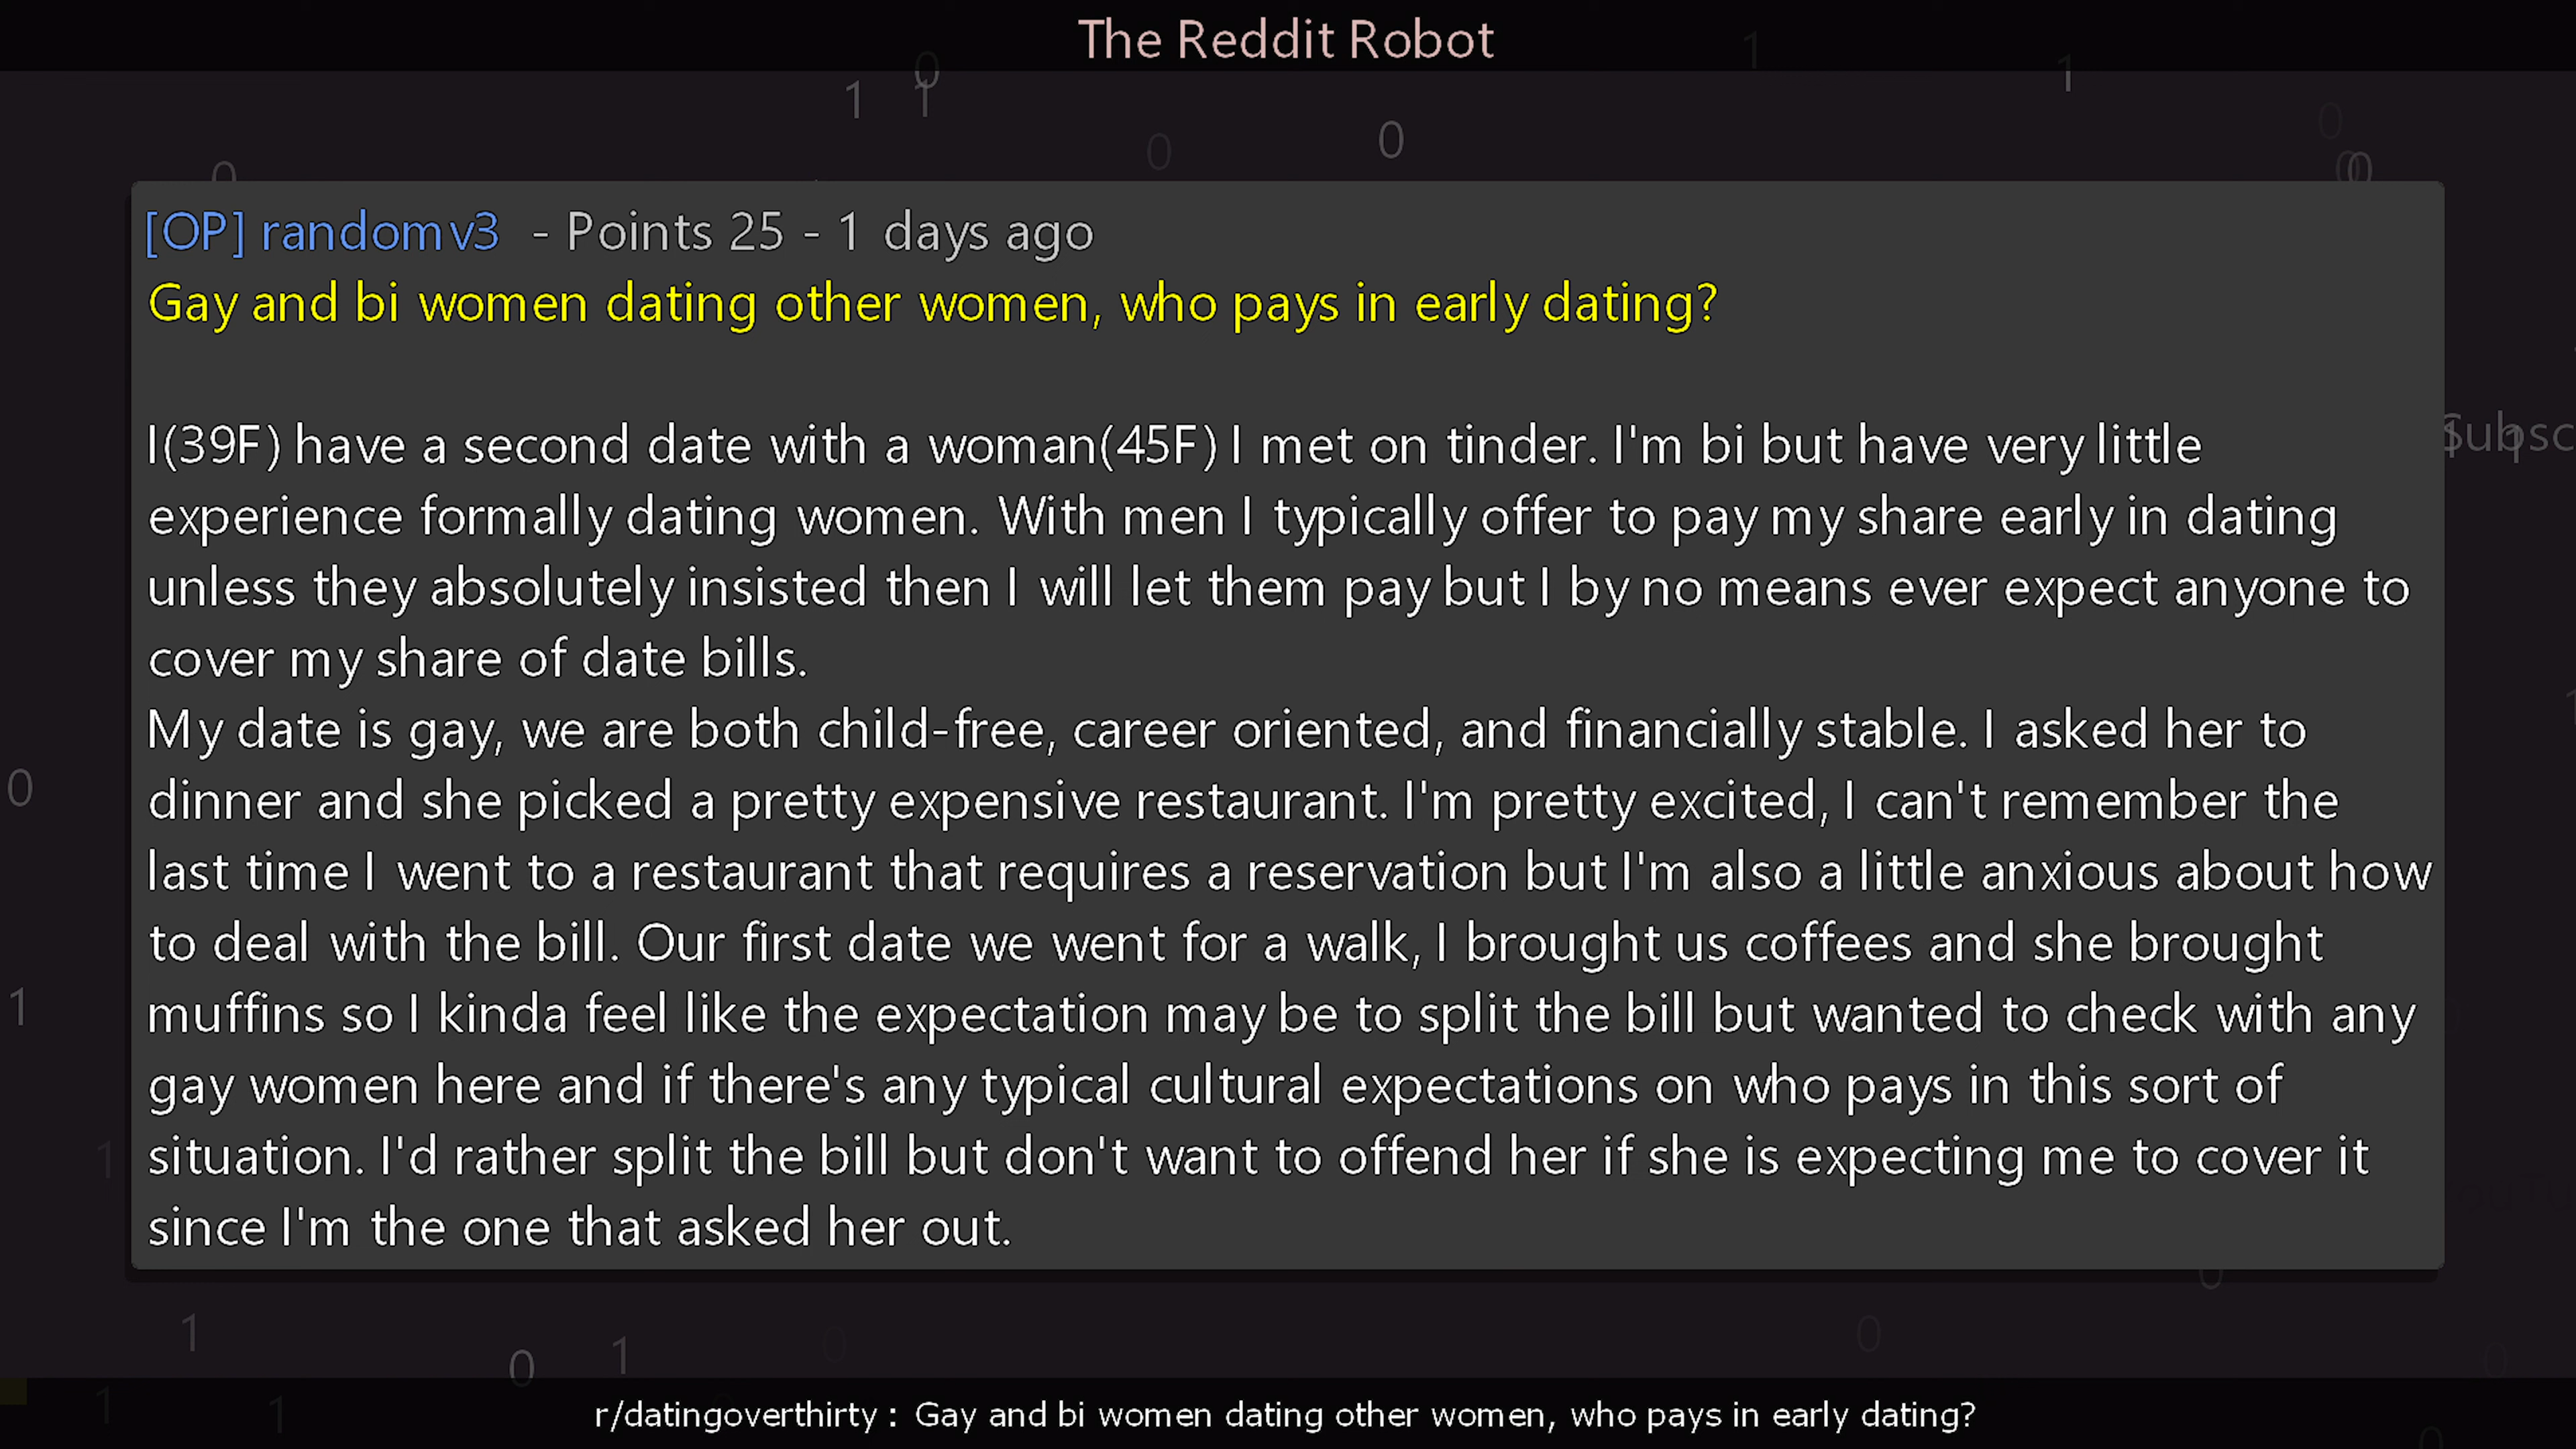 The Reddit Robot
[OP] randomv3 - Points 25 - 1 days ago
Gay and bi women dating other women, who pays in early dating?
I(39F) have a second date with a woman(45F) I met on tinder. I'm bi but have very little
experience formally dating women. With men I typically offer to pay my share early in dating
unless they absolutely insisted then I will let them pay but I by no means ever expect anyone to
cover my share of date bills.
My date is gay, we are both child-free, career oriented, and financially stable. I asked her to
dinner and she picked a pretty expensive restaurant. I'm pretty excited, I can't remember the
last time I went to a restaurant that requires a reservation but I'm also a little anxious about how
to deal with the bill. Our first date we went for a walk, I brought us coffees and she brought
muffins so I kinda feel like the expectation may be to split the bill but wanted to check with any
gay women here and if there's any typical cultural expectations on who pays in this sort of
situation. I'd rather split the bill but don't want to offend her if she is expecting me to cover it
since I'm the one that asked her out.
r/datingoverthirty : Gay and bi women dating other women, who pays in early dating?